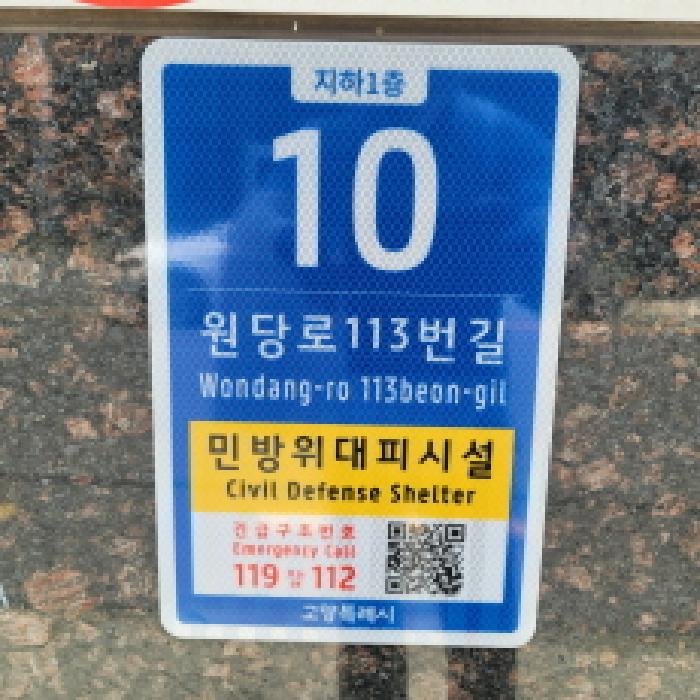 지하1층
10
원당로113번길
Wondang-ro 113beon-gil
민방위대피시설
Civil Defense Shelter
긴급구조번호
Emergency Call
119 및 112
고양특례시